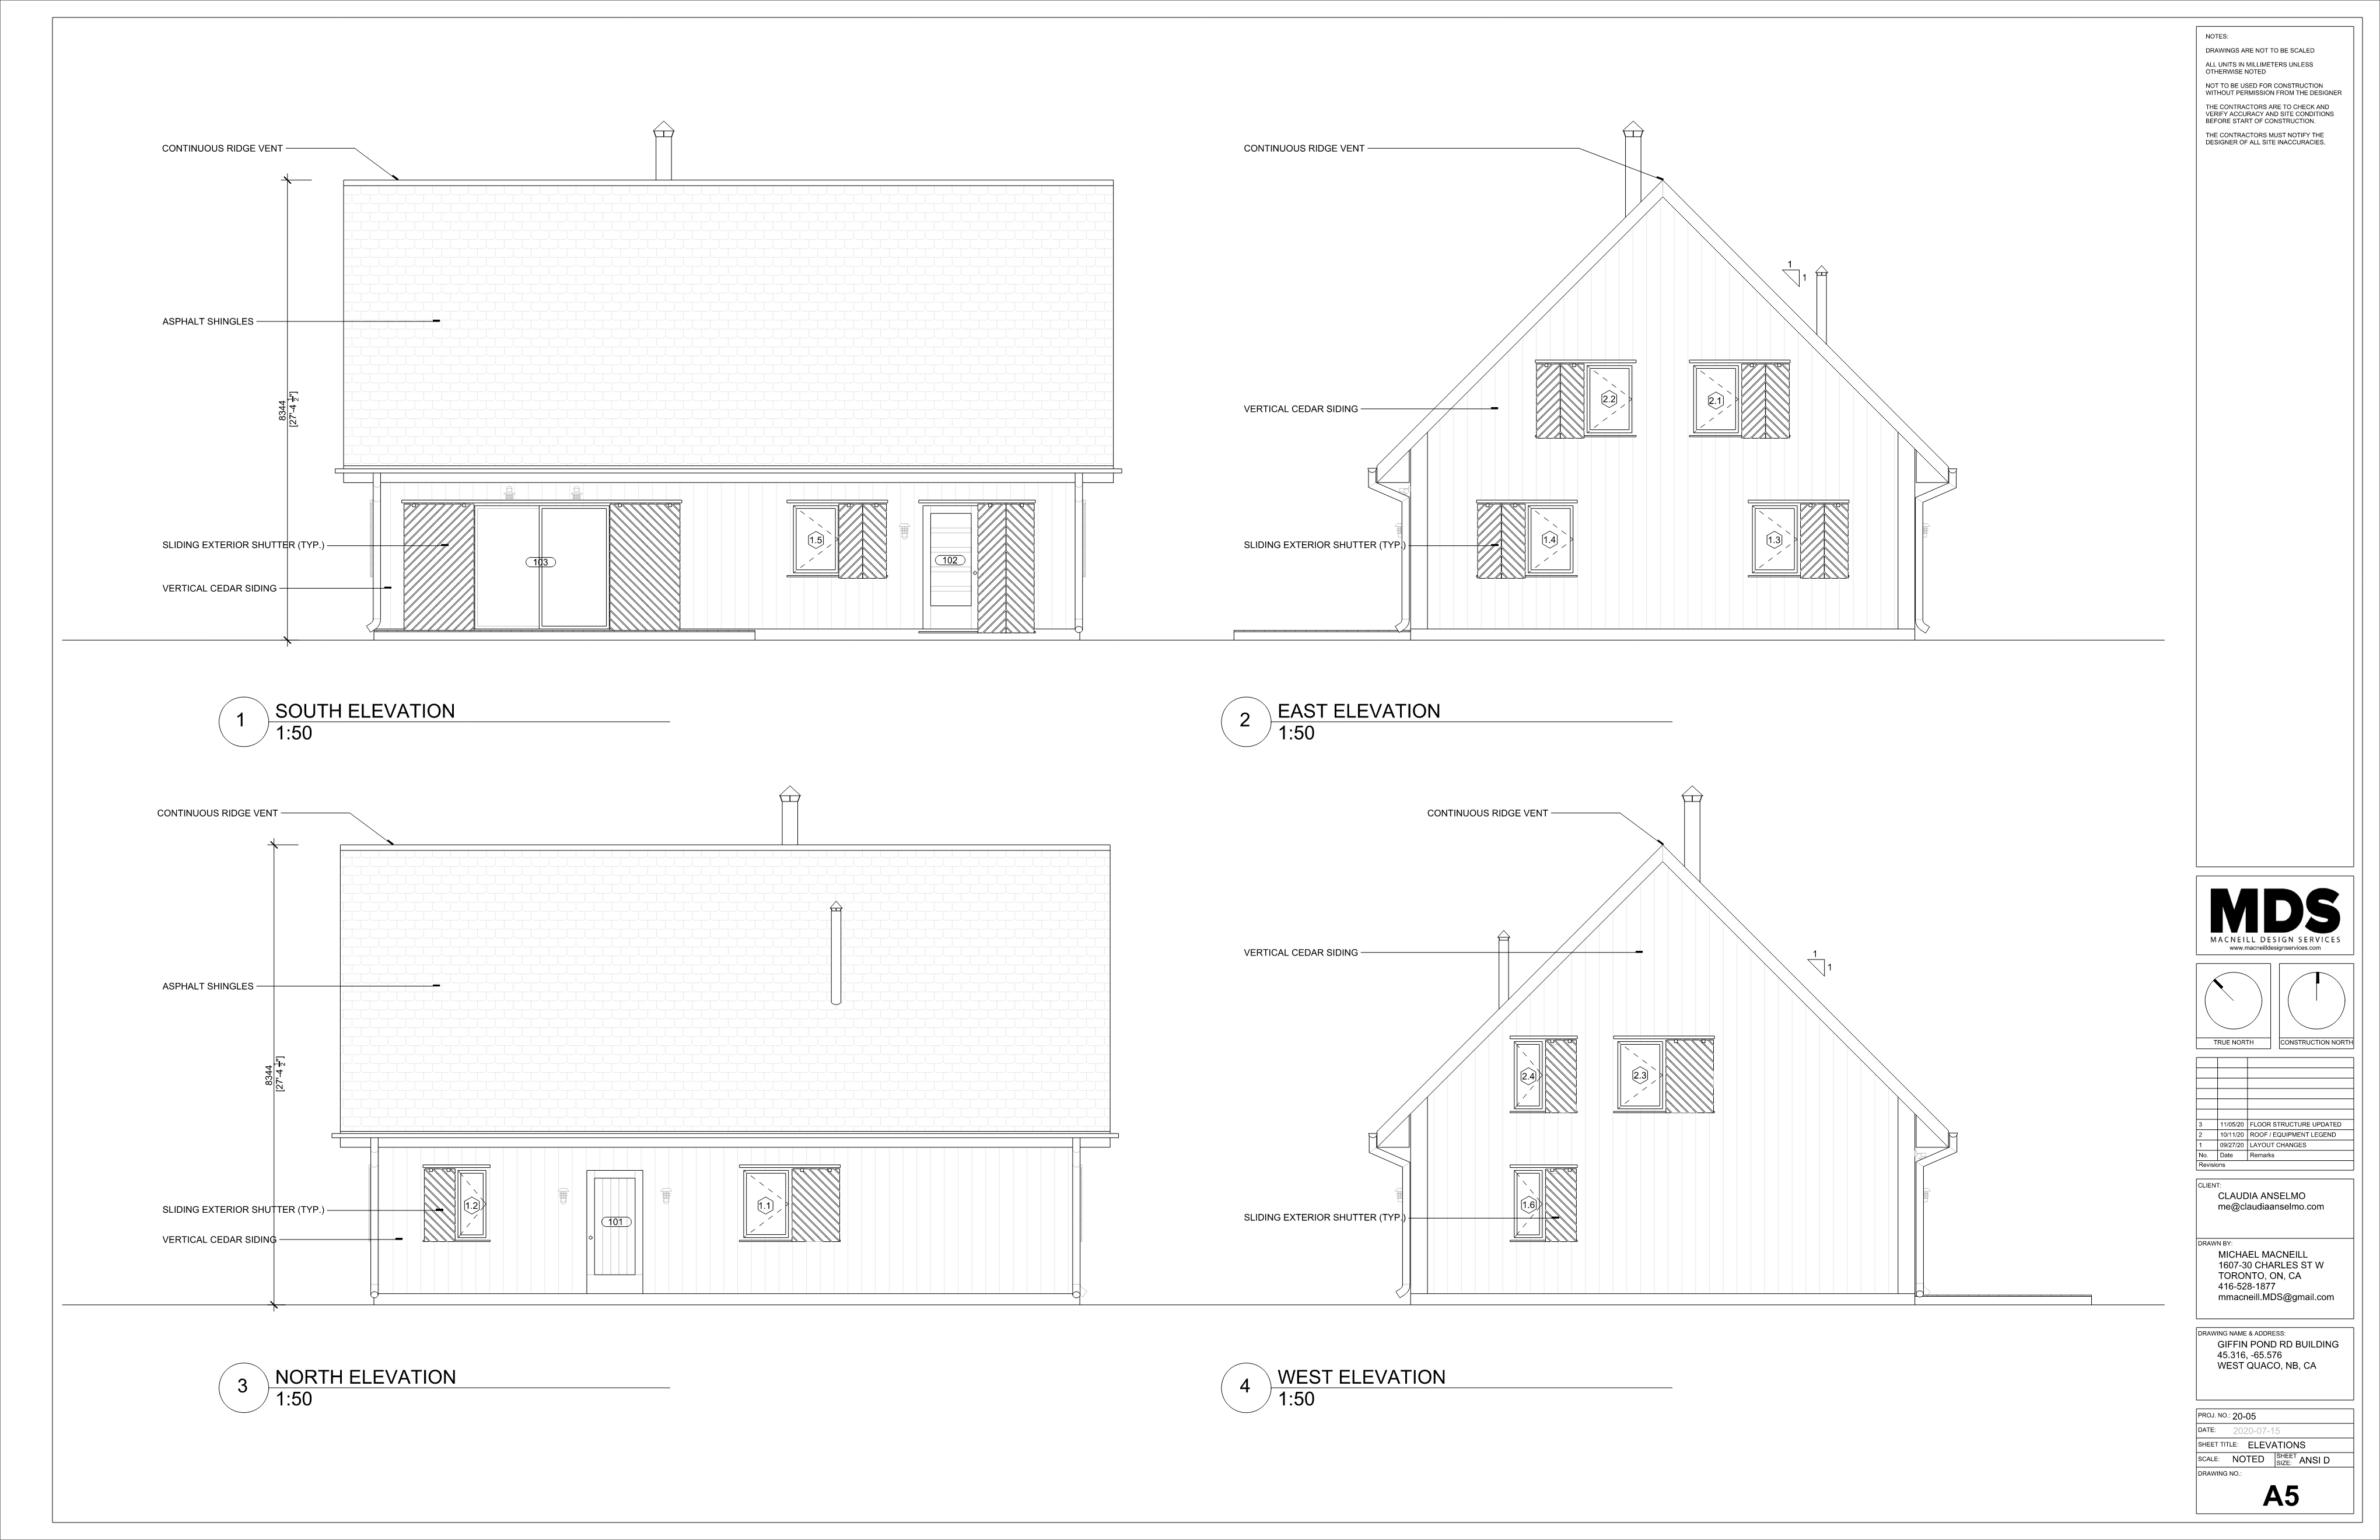 CONTINUOUS RIDGE VENT
ASPHALT SHINGLES
8344
[27'-4 1/2"]
SLIDING EXTERIOR SHUTTER (TYP.)
VERTICAL CEDAR SIDING
103
1.5
102
1
SOUTH ELEVATION
1:50
CONTINUOUS RIDGE VENT
1
1
VERTICAL CEDAR SIDING
2.2
2.1
SLIDING EXTERIOR SHUTTER (TYP.)
1.4
1.3
2
EAST ELEVATION
1:50
CONTINUOUS RIDGE VENT
ASPHALT SHINGLES
8344
[27'-4 1/2"]
SLIDING EXTERIOR SHUTTER (TYP.)
VERTICAL CEDAR SIDING
1.2
101
1.1
3
NORTH ELEVATION
1:50
CONTINUOUS RIDGE VENT
VERTICAL CEDAR SIDING
1
1
2.4
2.3
SLIDING EXTERIOR SHUTTER (TYP.)
1.6
4
WEST ELEVATION
1:50
NOTES:
DRAWINGS ARE NOT TO BE SCALED
ALL UNITS IN MILLIMETERS UNLESS
OTHERWISE NOTED
NOT TO BE USED FOR CONSTRUCTION
WITHOUT PERMISSION FROM THE DESIGNER
THE CONTRACTORS ARE TO CHECK AND
VERIFY ACCURACY AND SITE CONDITIONS
BEFORE START OF CONSTRUCTION.
THE CONTRACTORS MUST NOTIFY THE
DESIGNER OF ALL SITE INACCURACIES.
MDS
MACNEILL DESIGN SERVICES
www.macneilldesignservices.com
TRUE NORTH
CONSTRUCTION NORTH
3 11/05/20 FLOOR STRUCTURE UPDATED
2 10/11/20 ROOF / EQUIPMENT LEGEND
1 09/27/20 LAYOUT CHANGES
No. Date Remarks
Revisions
CLIENT:
CLAUDIA ANSELMO
me@claudiaanselmo.com
DRAWN BY:
MICHAEL MACNEILL
1607-30 CHARLES ST W
TORONTO, ON, CA
416-528-1877
mmacneill.MDS@gmail.com
DRAWING NAME & ADDRESS:
GIFFIN POND RD BUILDING
45.316, -65.576
WEST QUACO, NB, CA
PROJ. NO.: 20-05
DATE: 2020-07-15
SHEET TITLE: ELEVATIONS
SCALE: NOTED SHEET SIZE: ANSI D
DRAWING NO.:
A5